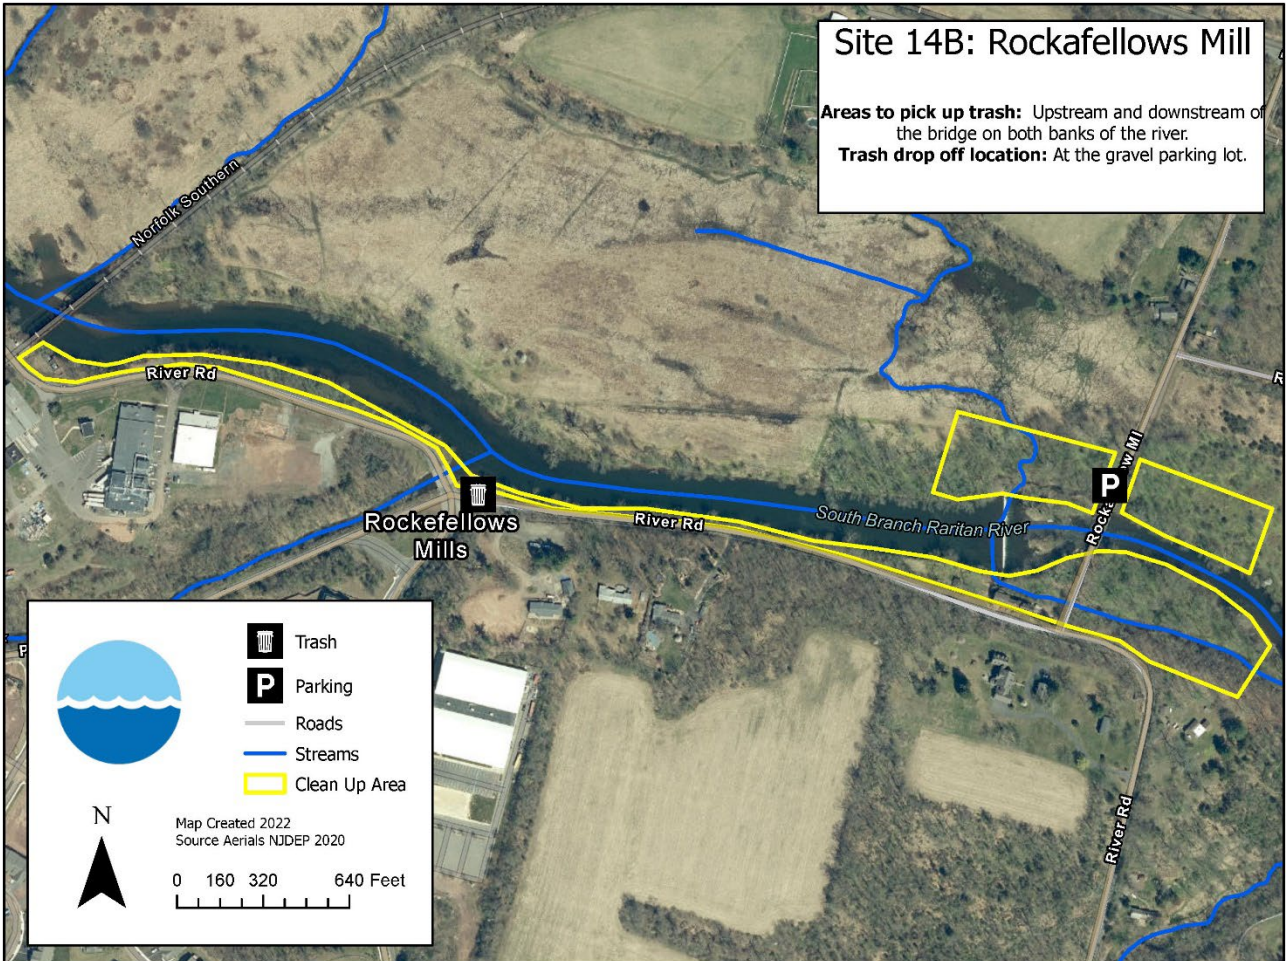 Site 14B: Rockafellows Mill
Areas to pick up trash: Upstream and downstream of
the bridge on both banks of the river.
Trash drop off location: At the gravel parking lot.
Norfolk Southern
River Rd
Rockefellows
Mills
River Rd
South Branch Raritan River
P
River Rd
Trash
P Parking
Roads
Streams
Clean Up Area
N
Map Created 2022
Source Aerials NJDEP 2020
0 160 320 640 Feet